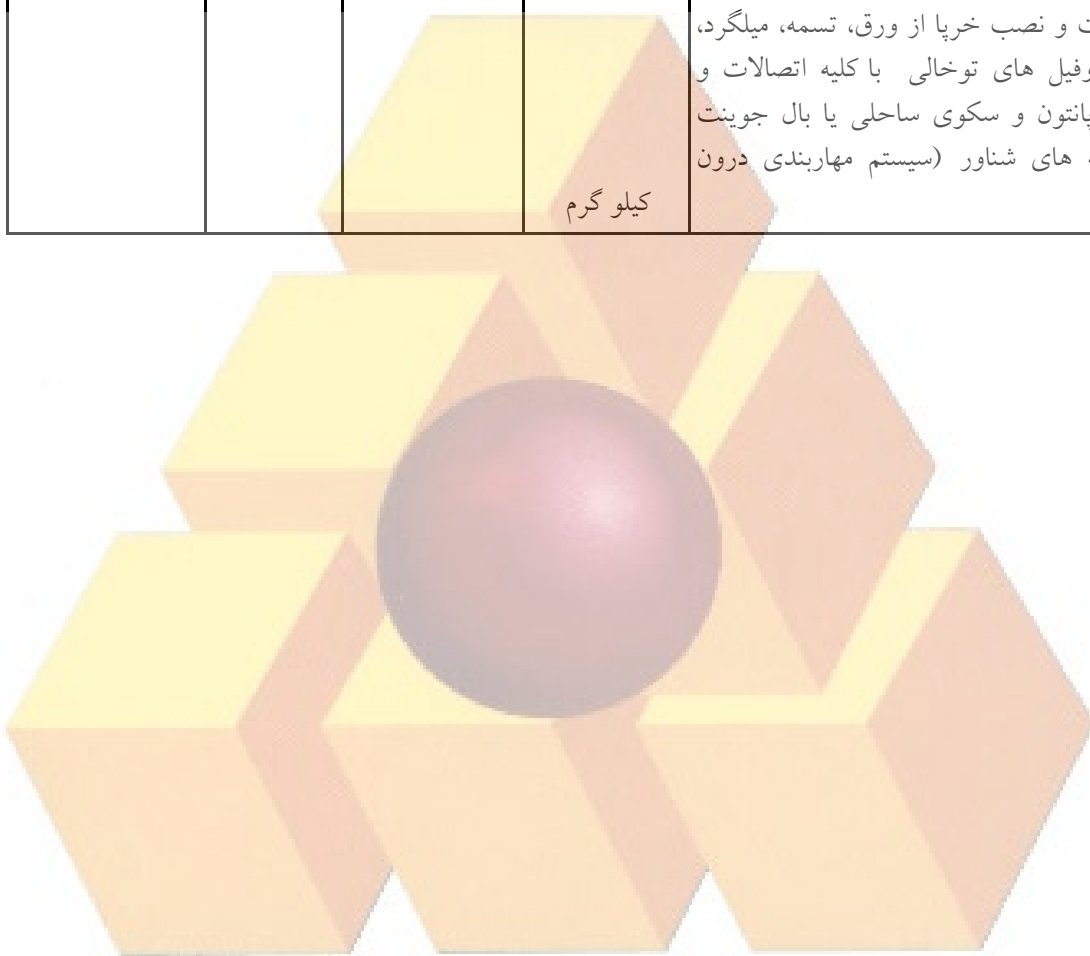 ت و نصب خرپا از ورق، تسمه، میلگرد،
وفیل های توخالی با کلیه اتصالات و
پانتون و سکوی ساحلی یا بال جوینت
های شناور (سیستم مهاربندی درون
کیلو گرم